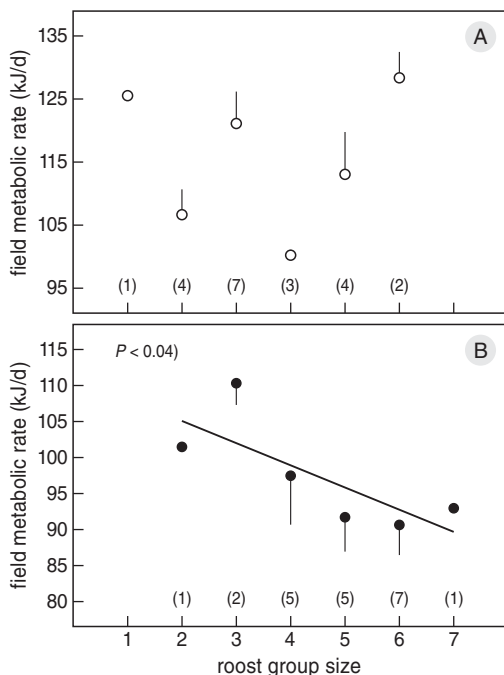 A
field metabolic rate (kJ/d)
135
125
115
105
95
(1) (4) (7) (3) (4) (2)
B
P < 0.04)
field metabolic rate (kJ/d)
115
110
105
100
95
90
85
80
(1) (2) (5) (5) (7) (1)
1 2 3 4 5 6 7
roost group size